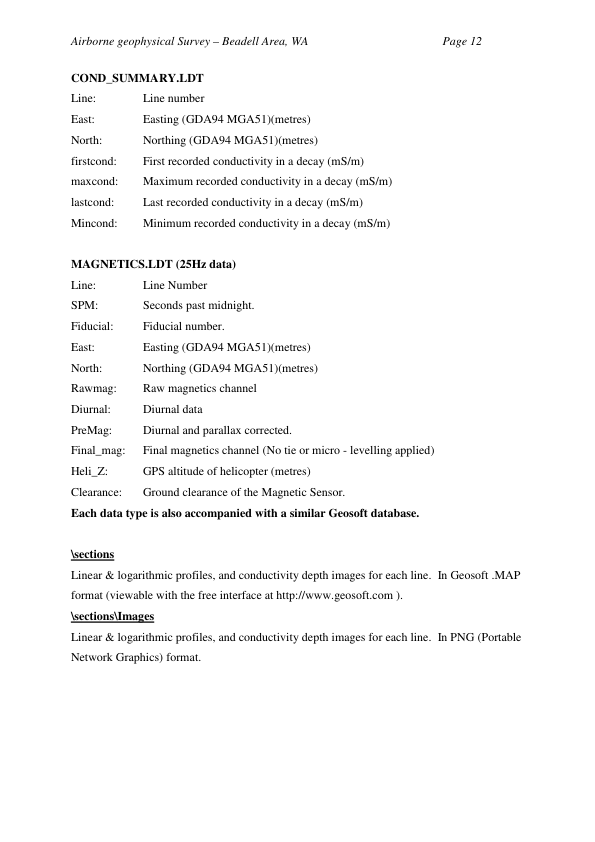 Airborne geophysical Survey – Beadell Area, WA Page 12
COND_SUMMARY.LDT
Line: Line number
East: Easting (GDA94 MGA51)(metres)
North: Northing (GDA94 MGA51)(metres)
firstcond: First recorded conductivity in a decay (mS/m)
maxcond: Maximum recorded conductivity in a decay (mS/m)
lastcond: Last recorded conductivity in a decay (mS/m)
Mincond: Minimum recorded conductivity in a decay (mS/m)
MAGNETICS.LDT (25Hz data)
Line: Line Number
SPM: Seconds past midnight.
Fiducial: Fiducial number.
East: Easting (GDA94 MGA51)(metres)
North: Northing (GDA94 MGA51)(metres)
Rawmag: Raw magnetics channel
Diurnal: Diurnal data
PreMag: Diurnal and parallax corrected.
Final_mag: Final magnetics channel (No tie or micro - levelling applied)
Heli_Z: GPS altitude of helicopter (metres)
Clearance: Ground clearance of the Magnetic Sensor.
Each data type is also accompanied with a similar Geosoft database.
\sections
Linear & logarithmic profiles, and conductivity depth images for each line.  In Geosoft .MAP
format (viewable with the free interface at http://www.geosoft.com ).
\sections\Images
Linear & logarithmic profiles, and conductivity depth images for each line.  In PNG (Portable
Network Graphics) format.